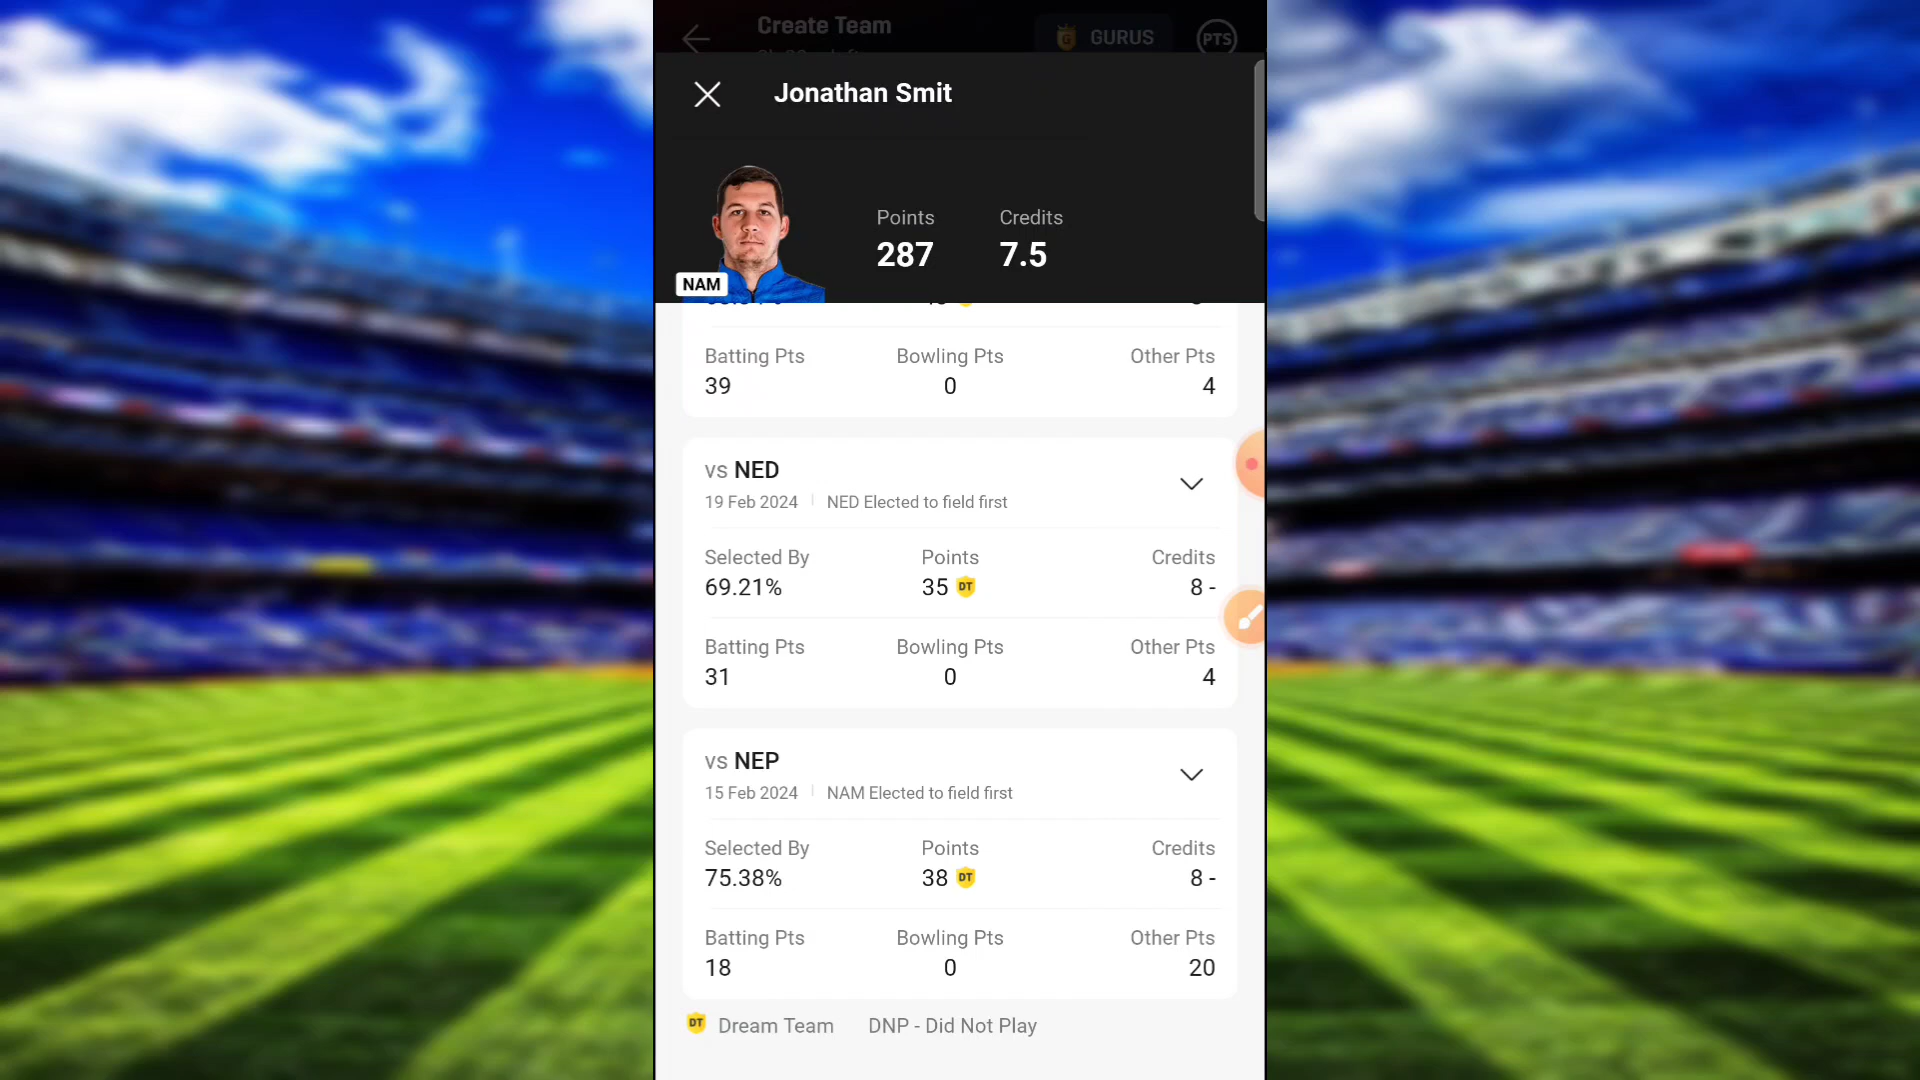 Create Team
GURUS
PTS
Jonathan Smit
Points
287
Credits
7.5
NAM
Batting Pts
39
Bowling Pts
0
Other Pts
4
vs NED
19 Feb 2024 | NED Elected to field first
Selected By
69.21%
Points
35 DT
Credits
8 -
Batting Pts
31
Bowling Pts
0
Other Pts
4
vs NEP
15 Feb 2024 | NAM Elected to field first
Selected By
75.38%
Points
38 DT
Credits
8 -
Batting Pts
18
Bowling Pts
0
Other Pts
20
DT Dream Team
DNP - Did Not Play